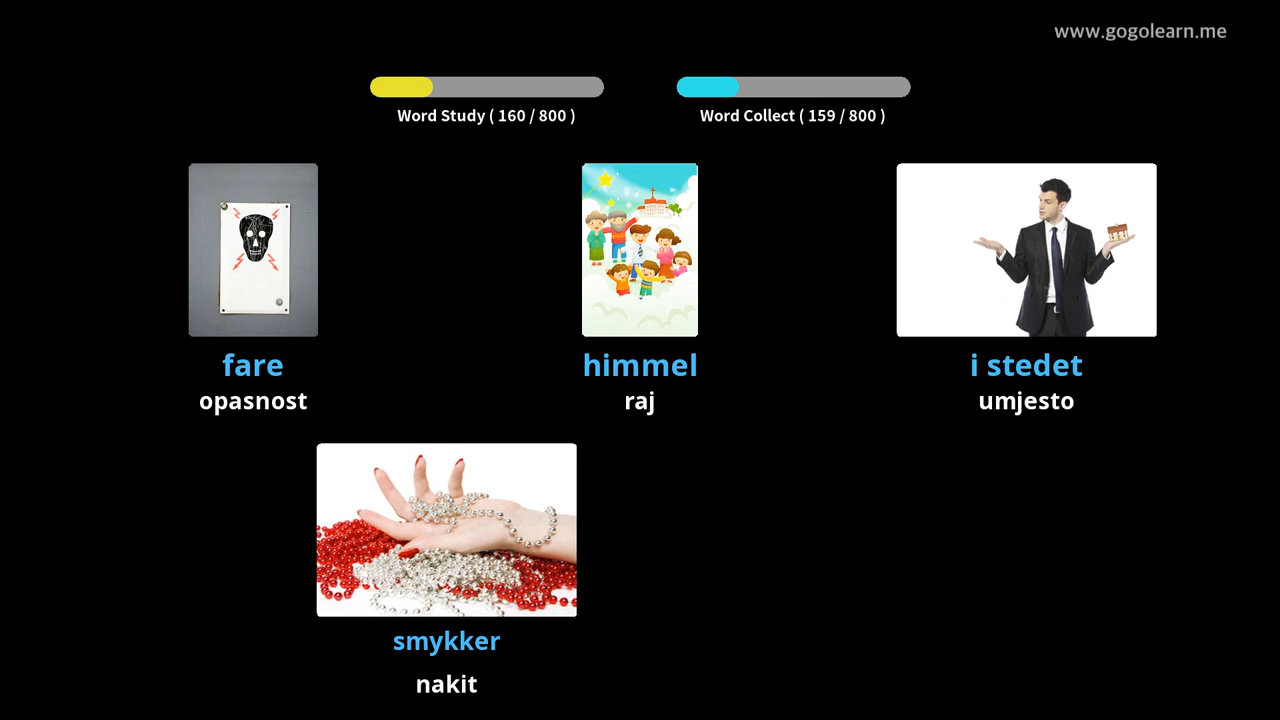 www.gogolearn.me
Word Study ( 160 / 800 )
Word Collect ( 159 / 800 )
fare
opasnost
himmel
raj
i stedet
umjesto
smykker
nakit